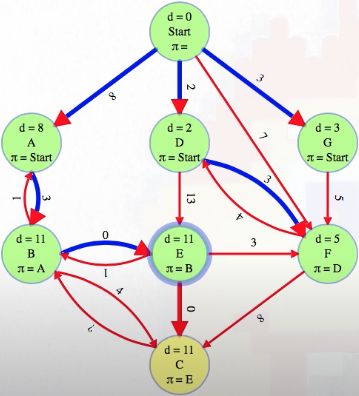 d = 0
Start
π =
8
2
3
7
d = 8
A
π = Start
d = 2
D
π = Start
d = 3
G
π = Start
1
3
13
4
3
5
d = 11
B
π = A
0
1
d = 11
E
π = B
3
d = 5
F
π = D
4
0
8
d = 11
C
π = E